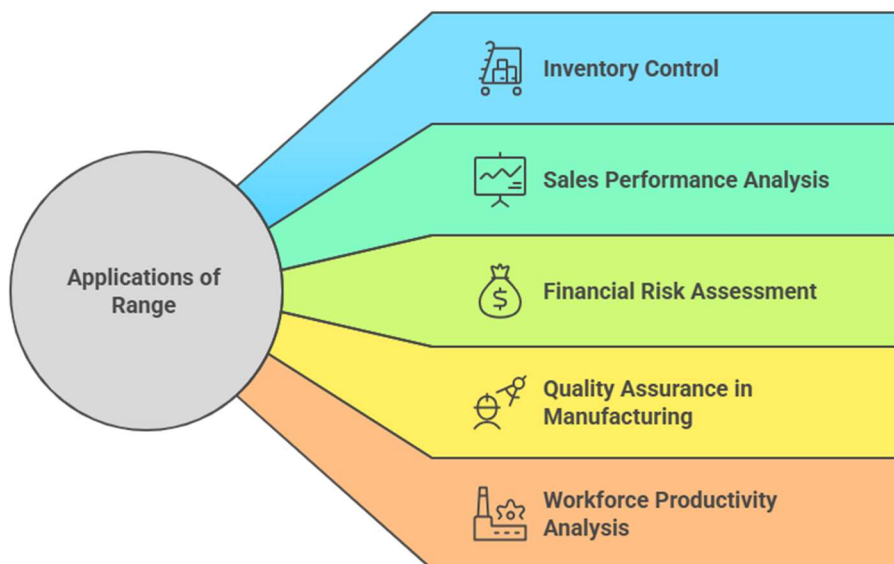 Applications of
Range
Inventory Control
Sales Performance Analysis
Financial Risk Assessment
Quality Assurance in
Manufacturing
Workforce Productivity
Analysis